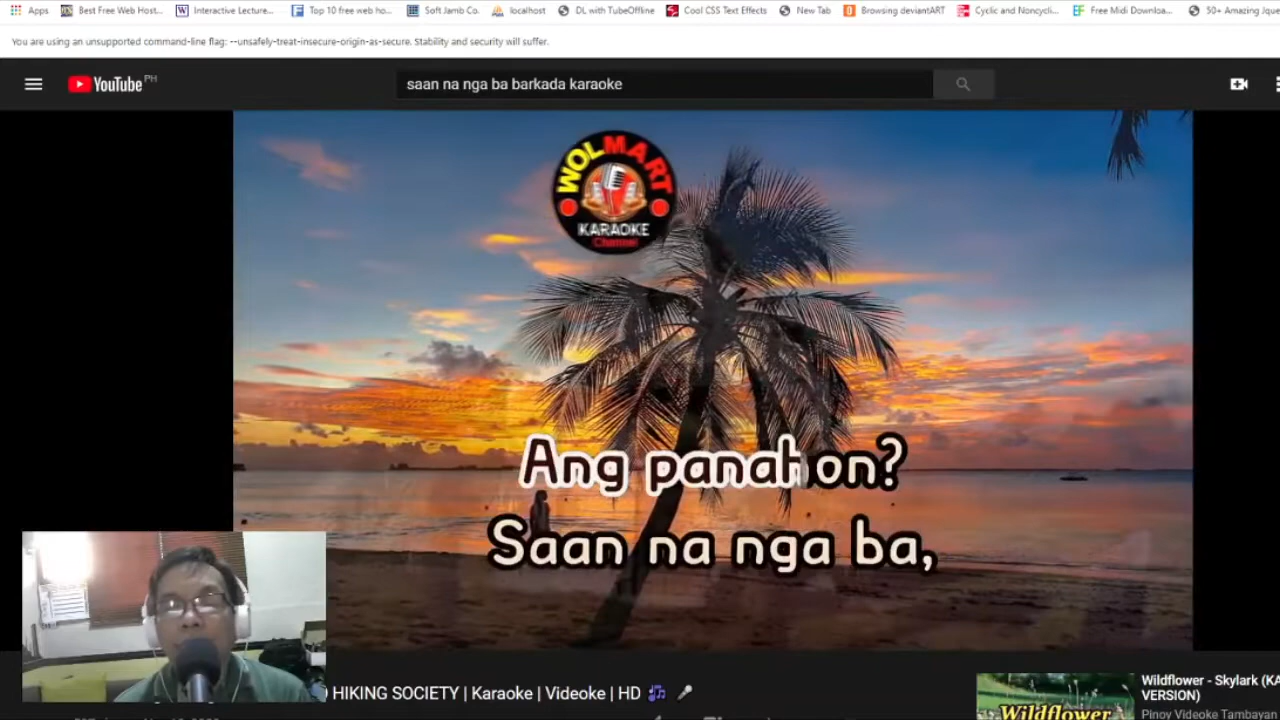 Apps
Best Free Web Host...
Interactive Lecture...
Top 10 free web ho...
Soft Jamb Co.
localhost
DL with TubeOffline
Cool CSS Text Effects
New Tab
Browsing deviantART
Cyclic and Noncycli...
Free Midi Downloa...
50+ Amazing Jque
You are using an unsupported command-line flag: --unsafely-treat-insecure-origin-as-secure. Stability and security will suffer.
YouTube PH
saan na nga ba barkada karaoke
WOLMART
KARAOKE
Channel
Ang panahon?
Saan na nga ba,
HIKING SOCIETY | Karaoke | Videoke | HD
Wildflower - Skylark (KA
VERSION)
Pinoy Videoke Tambayan
Wildflower